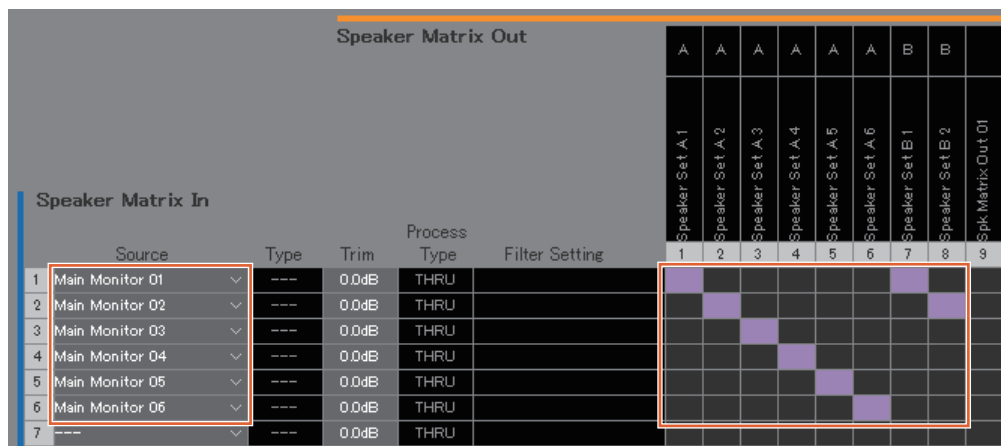 Speaker Matrix Out
A A A A A A B B
Speaker Set A 1
Speaker Set A 2
Speaker Set A 3
Speaker Set A 4
Speaker Set A 5
Speaker Set A 6
Speaker Set B 1
Speaker Set B 2
Spk Matrix Out 01
Speaker Matrix In
Process
Source Type Trim Type Filter Setting 1 2 3 4 5 6 7 8 9
1 Main Monitor 01 --- 0.0dB THRU
2 Main Monitor 02 --- 0.0dB THRU
3 Main Monitor 03 --- 0.0dB THRU
4 Main Monitor 04 --- 0.0dB THRU
5 Main Monitor 05 --- 0.0dB THRU
6 Main Monitor 06 --- 0.0dB THRU
7 --- --- 0.0dB THRU